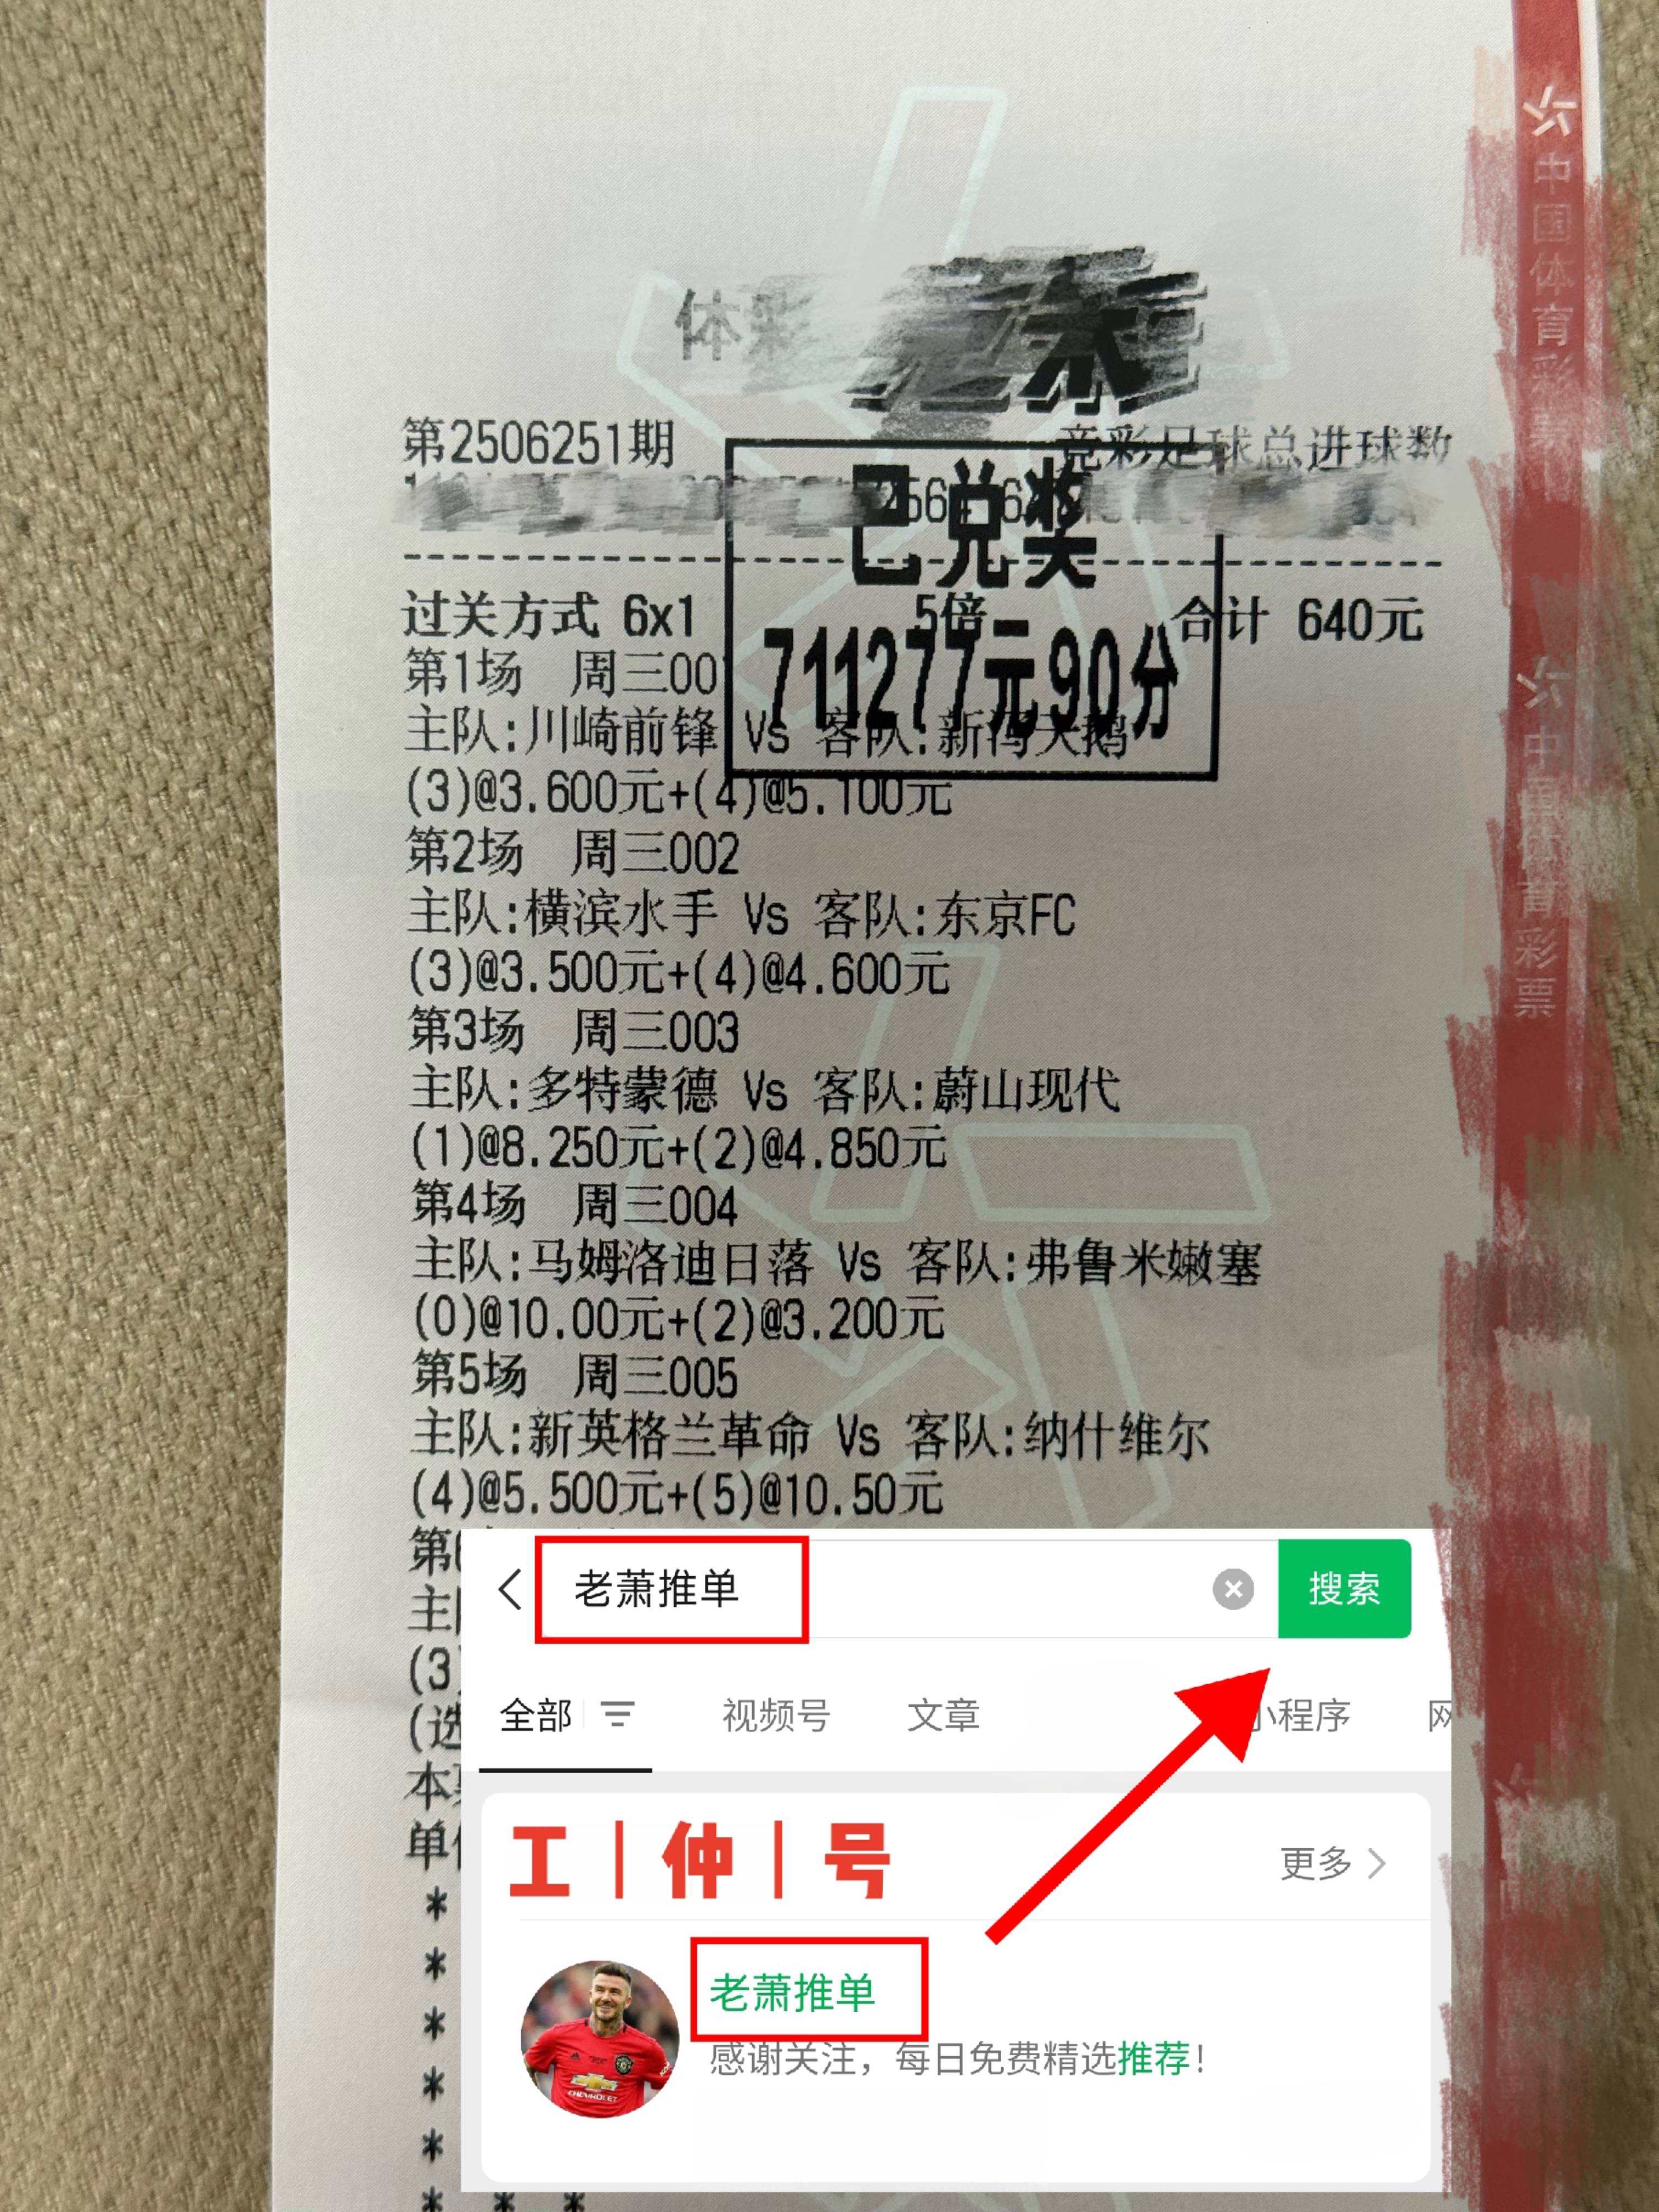 体彩
第2506251期
竞彩足球总进球数
已兑奖
711277元90分
过关方式 6x1 5倍 合计 640元
第1场 周三00
主队:川崎前锋 Vs 客队:新潟天鹅
(3)@3.600元+(4)@5.100元
第2场 周三002
主队:横滨水手 Vs 客队:东京FC
(3)@3.500元+(4)@4.600元
第3场 周三003
主队:多特蒙德 Vs 客队:蔚山现代
(1)@8.250元+(2)@4.850元
第4场 周三004
主队:马姆洛迪日落 Vs 客队:弗鲁米嫩塞
(0)@10.00元+(2)@3.200元
第5场 周三005
主队:新英格兰革命 Vs 客队:纳什维尔
(4)@5.500元+(5)@10.50元
第
主
(3)
(选
本
单
中国体育彩
中国体育彩票
老萧推单
搜索
全部 视频号 文章 小程序 网
工｜仲｜号
更多
老萧推单
感谢关注，每日免费精选推荐！
CHEVROLET